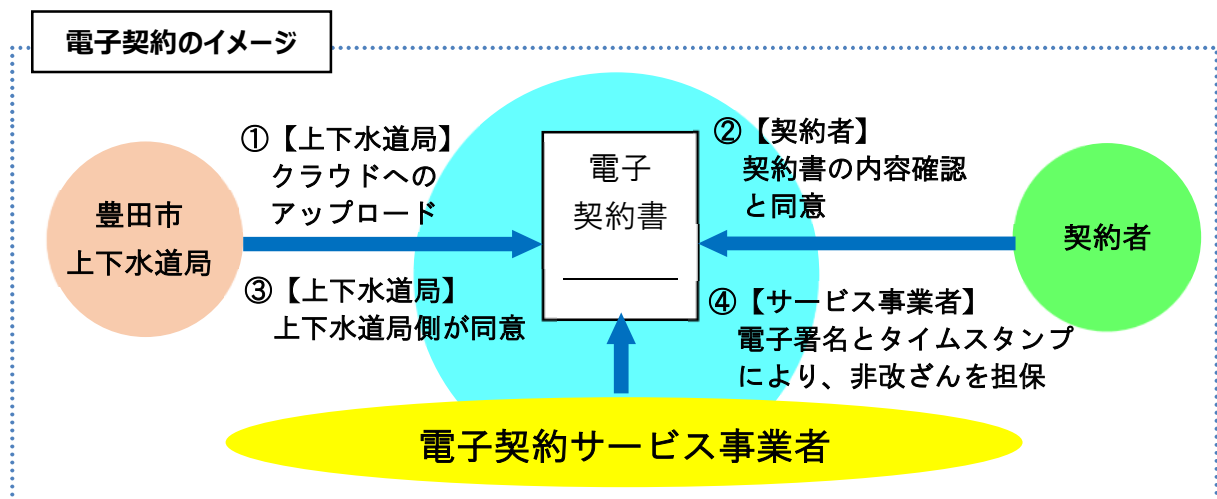 電子契約のイメージ
①【上下水道局】
クラウドへの
アップロード
②【契約者】
契約書の内容確認
と同意
電子
契約書
豊田市
上下水道局
契約者
③【上下水道局】
上下水道局側が同意
④【サービス事業者】
電子署名とタイムスタンプ
により、非改ざんを担保
電子契約サービス事業者